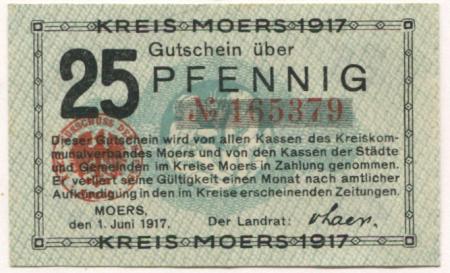 KREIS MOERS 1917
Gutschein über
25 PFENNIG
№ 165379
Dieser Gutschein wird von allen Kassen des Kreiskom-
munalverbandes Moers und von den Kassen der Städte
und Gemeinden im Kreise Moers in Zahlung genommen.
Er verliert seine Gültigkeit einen Monat nach amtlicher
Aufkündigung in den im Kreise erscheinenden Zeitungen.
MOERS,
den 1. Juni 1917.
Der Landrat:
KREIS MOERS 1917